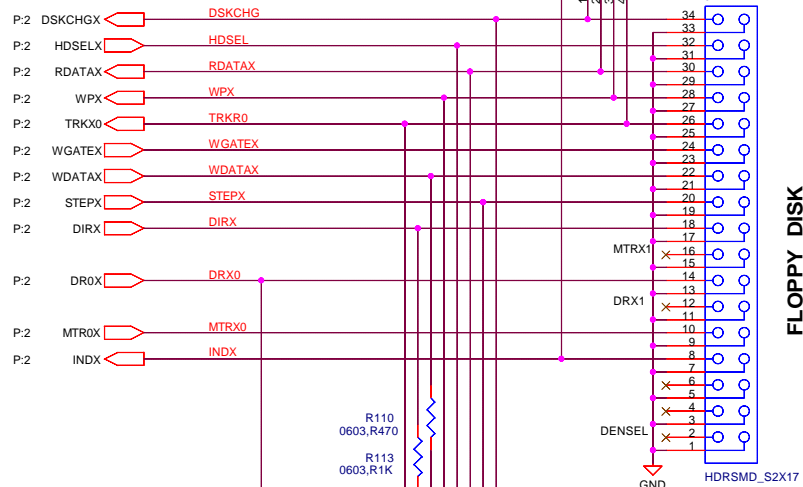 P:2 DSKCHGX DSKCHG 34
33
P:2 HDSELX HDSEL 32
31
P:2 RDATAX RDATAX 30
29
P:2 WPX WPX 28
27
P:2 TRKX0 TRKR0 26
25
P:2 WGATEX WGATEX 24
23
P:2 WDATAX WDATAX 22
21
P:2 STEPX STEPX 20
19
P:2 DIRX DIRX 18
17
MTRX1 16
15
P:2 DR0X DRX0 14
13
DRX1 12
11
P:2 MTR0X MTRX0 10
9
P:2 INDX INDX 8
7
6
5
4
3
DENSEL 2
1
R110
0603,R470
R113
0603,R1K
GND
HDRSMD_S2X17
FLOPPY DISK